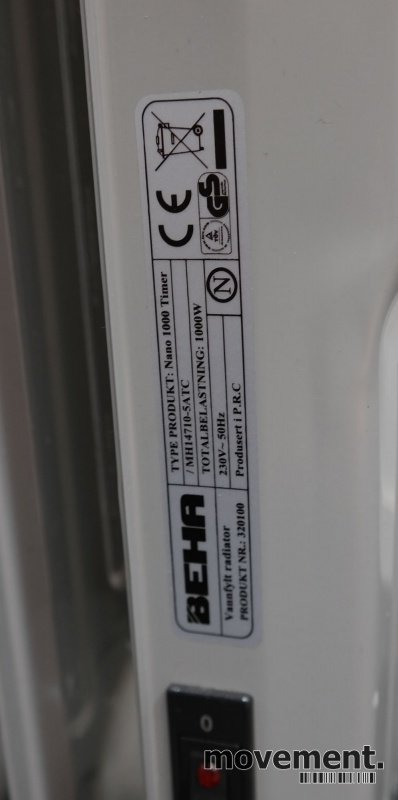 BEHA
Vannfylt radiator
PRODUKT NR.: 320100
TYPE PRODUKT: Nano 1000 Timer
/ MH14710-5ATC
TOTALBELASTNING: 1000W
230V~ 50Hz
Produsert i P.R.C
N
CE
GS
0
movement.